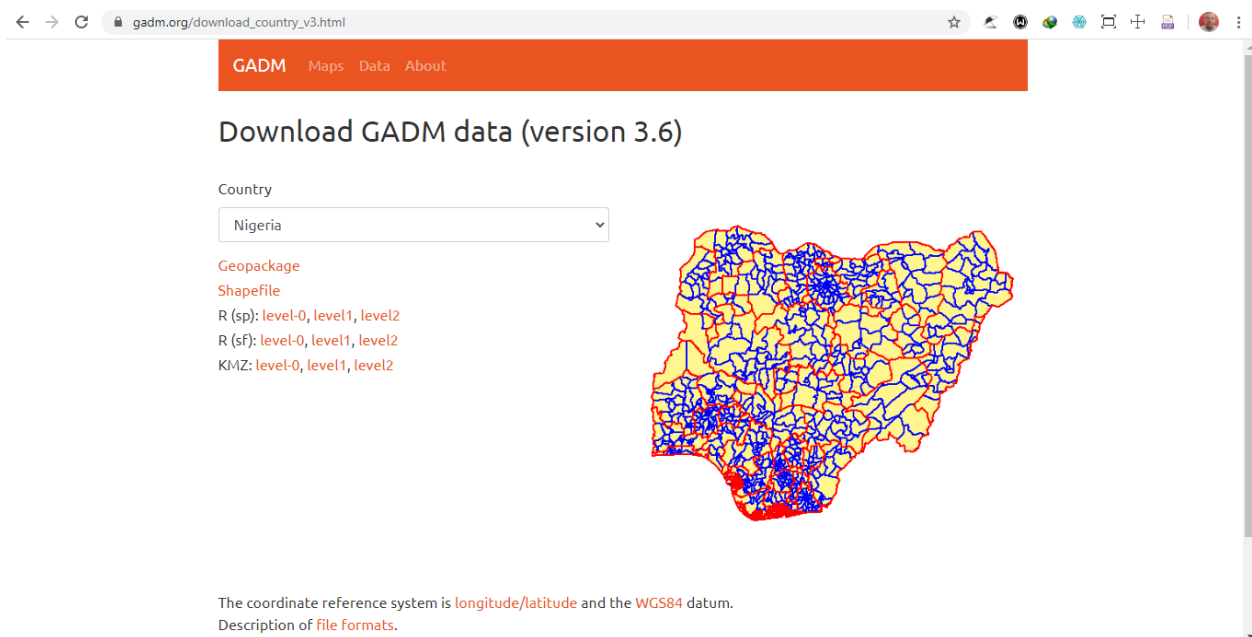 gadm.org/download_country_v3.html
GADM Maps Data About
Download GADM data (version 3.6)
Country
Nigeria
Geopackage
Shapefile
R (sp): level-0, level1, level2
R (sf): level-0, level1, level2
KMZ: level-0, level1, level2
The coordinate reference system is longitude/latitude and the WGS84 datum.
Description of file formats.